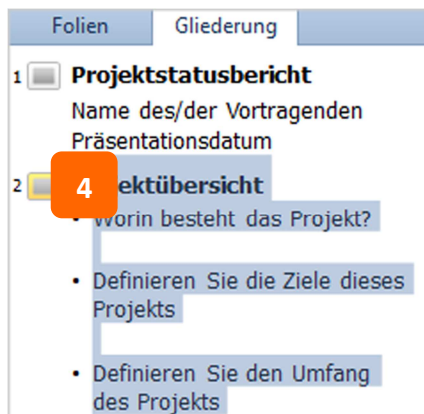 Folien Gliederung
1 Projektstatusbericht
Name des/der Vortragenden
Präsentationsdatum
2 4 ektübersicht
• Worin besteht das Projekt?
• Definieren Sie die Ziele dieses
Projekts
• Definieren Sie den Umfang
des Projekts